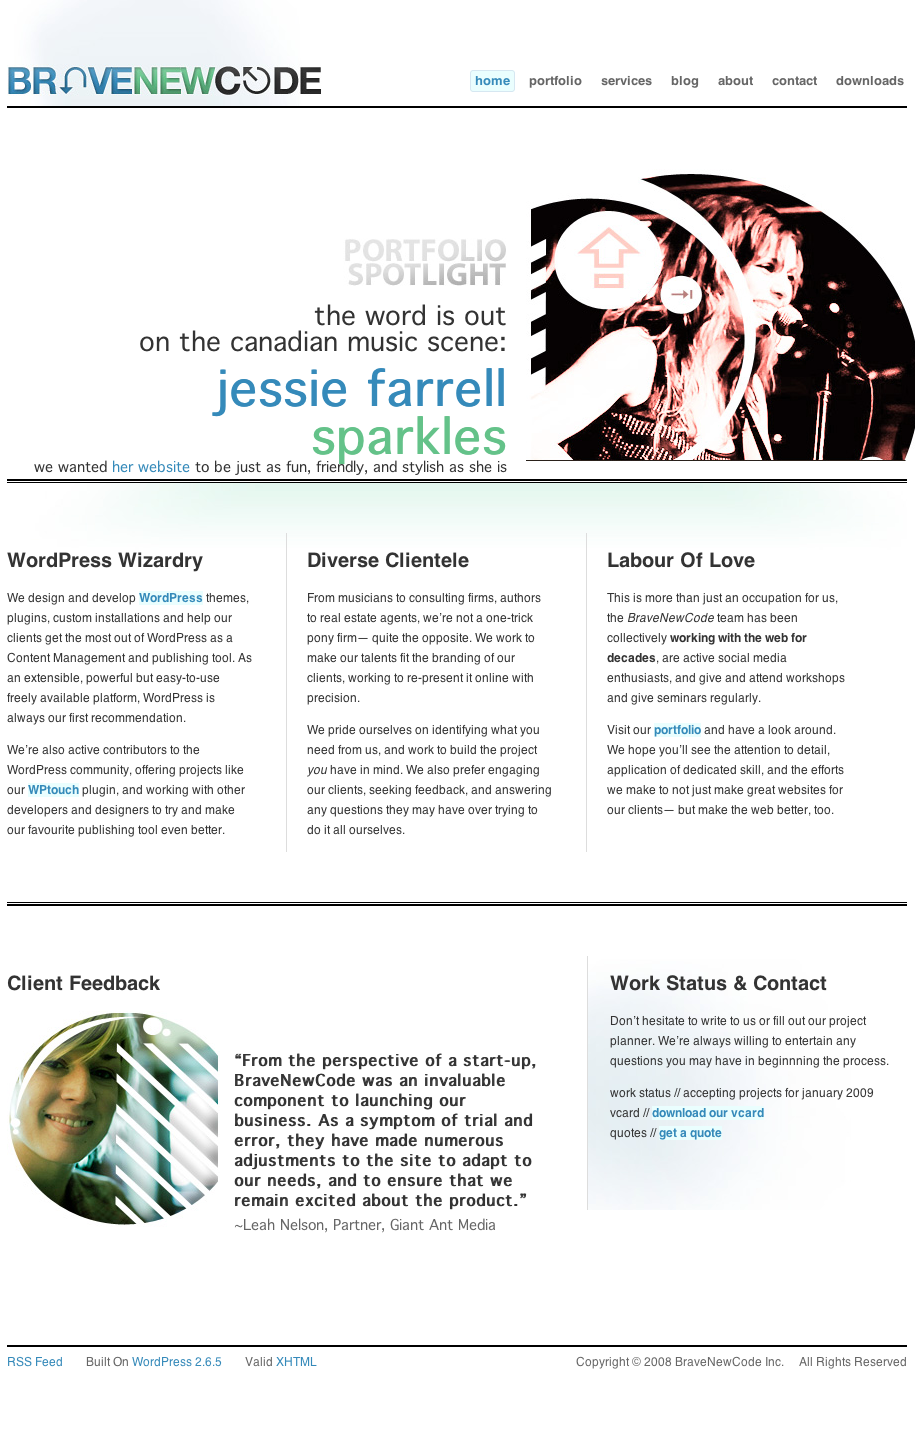 BRAVENEWCODE
home portfolio services blog about contact downloads
PORTFOLIO
SPOTLIGHT
the word is out
on the canadian music scene:
jessie farrell
sparkles
we wanted her website to be just as fun, friendly, and stylish as she is
WordPress Wizardry
We design and develop WordPress themes,
plugins, custom installations and help our
clients get the most out of WordPress as a
Content Management and publishing tool. As
an extensible, powerful but easy-to-use
freely available platform, WordPress is
always our first recommendation.
We're also active contributors to the
WordPress community, offering projects like
our WPtouch plugin, and working with other
developers and designers to try and make
our favourite publishing tool even better.
Diverse Clientele
From musicians to consulting firms, authors
to real estate agents, we're not a one-trick
pony firm— quite the opposite. We work to
make our talents fit the branding of our
clients, working to re-present it online with
precision.
We pride ourselves on identifying what you
need from us, and work to build the project
you have in mind. We also prefer engaging
our clients, seeking feedback, and answering
any questions they may have over trying to
do it all ourselves.
Labour Of Love
This is more than just an occupation for us,
the BraveNewCode team has been
collectively working with the web for
decades, are active social media
enthusiasts, and give and attend workshops
and give seminars regularly.
Visit our portfolio and have a look around.
We hope you'll see the attention to detail,
application of dedicated skill, and the efforts
we make to not just make great websites for
our clients— but make the web better, too.
Client Feedback
“From the perspective of a start-up,
BraveNewCode was an invaluable
component to launching our
business. As a symptom of trial and
error, they have made numerous
adjustments to the site to adapt to
our needs, and to ensure that we
remain excited about the product.”
~Leah Nelson, Partner, Giant Ant Media
Work Status & Contact
Don't hesitate to write to us or fill out our project
planner. We're always willing to entertain any
questions you may have in beginnning the process.
work status // accepting projects for january 2009
vcard // download our vcard
quotes // get a quote
RSS Feed Built On WordPress 2.6.5 Valid XHTML
Copyright © 2008 BraveNewCode Inc. All Rights Reserved